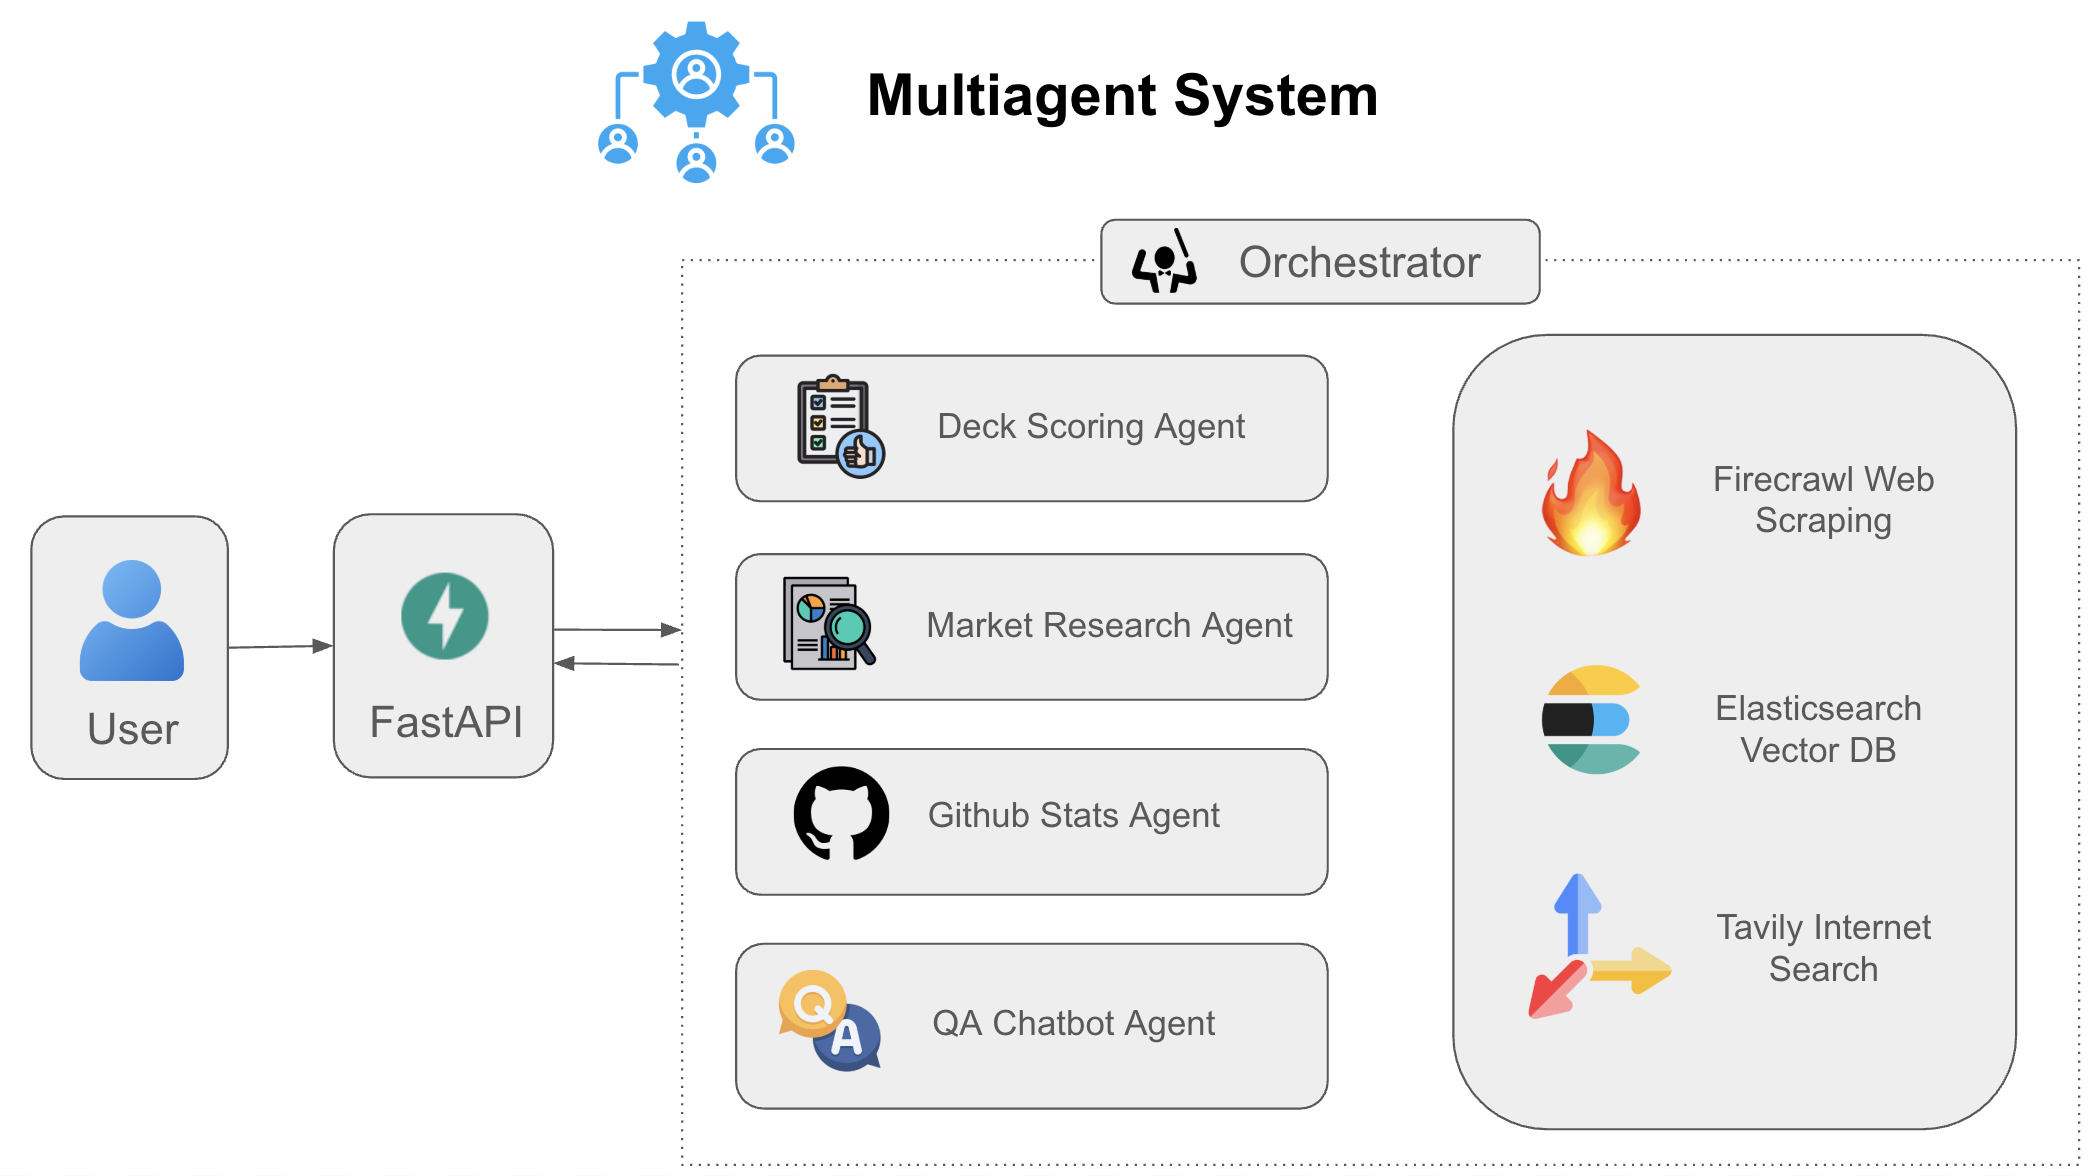 Multiagent System
Orchestrator
Deck Scoring Agent
Market Research Agent
Github Stats Agent
Q
A
QA Chatbot Agent
User
FastAPI
Firecrawl Web
Scraping
Elasticsearch
Vector DB
Tavily Internet
Search